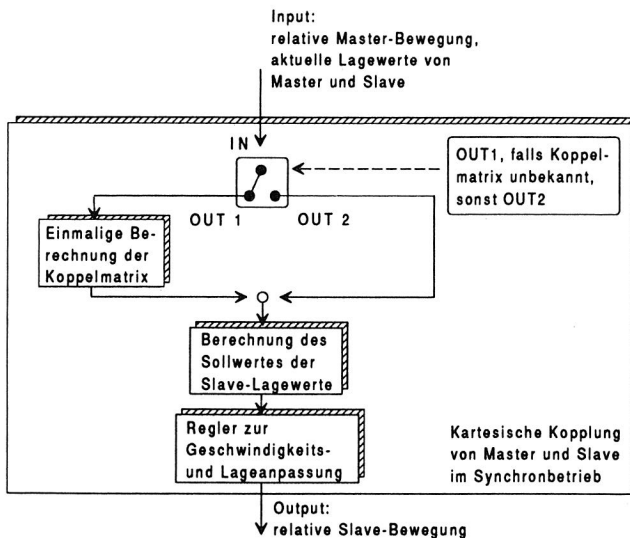 Input:
relative Master-Bewegung,
aktuelle Lagewerte von
Master und Slave
IN
OUT1, falls Koppel-
matrix unbekannt,
sonst OUT2
OUT 1
OUT 2
Einmalige Be-
rechnung der
Koppelmatrix
Berechnung des
Sollwertes der
Slave-Lagewerte
Regler zur
Geschwindigkeits-
und Lageanpassung
Kartesische Kopplung
von Master und Slave
im Synchronbetrieb
Output:
relative Slave-Bewegung